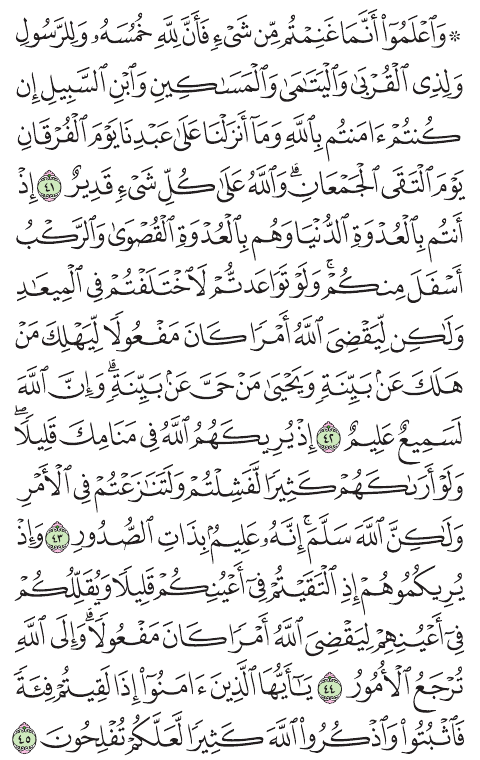 ۞ وَٱعْلَمُوٓا۟ أَنَّمَا غَنِمْتُم مِّن شَىْءٍ فَأَنَّ لِلَّهِ خُمُسَهُۥ وَلِلرَّسُولِ
وَلِذِى ٱلْقُرْبَىٰ وَٱلْيَتَٰمَىٰ وَٱلْمَسَٰكِينِ وَٱبْنِ ٱلسَّبِيلِ إِن
كُنتُمْ ءَامَنتُم بِٱللَّهِ وَمَآ أَنزَلْنَا عَلَىٰ عَبْدِنَا يَوْمَ ٱلْفُرْقَانِ
يَوْمَ ٱلْتَقَى ٱلْجَمْعَانِ ۗ وَٱللَّهُ عَلَىٰ كُلِّ شَىْءٍ قَدِيرٌ ٤١ إِذْ
أَنتُم بِٱلْعُدْوَةِ ٱلدُّنْيَا وَهُم بِٱلْعُدْوَةِ ٱلْقُصْوَىٰ وَٱلرَّكْبُ
أَسْفَلَ مِنكُمْ ۚ وَلَوْ تَوَاعَدتُّمْ لَٱخْتَلَفْتُمْ فِى ٱلْمِيعَٰدِ
وَلَٰكِن لِّيَقْضِىَ ٱللَّهُ أَمْرًا كَانَ مَفْعُولًا لِّيَهْلِكَ مَنْ
هَلَكَ عَنۢ بَيِّنَةٍ وَيَحْيَىٰ مَنْ حَىَّ عَنۢ بَيِّنَةٍ ۗ وَإِنَّ ٱللَّهَ
لَسَمِيعٌ عَلِيمٌ ٤٢ إِذْ يُرِيكَهُمُ ٱللَّهُ فِى مَنَامِكَ قَلِيلًا ۖ
وَلَوْ أَرَىٰكَهُمْ كَثِيرًا لَّفَشِلْتُمْ وَلَتَنَٰزَعْتُمْ فِى ٱلْأَمْرِ
وَلَٰكِنَّ ٱللَّهَ سَلَّمَ ۗ إِنَّهُۥ عَلِيمٌۢ بِذَاتِ ٱلصُّدُورِ ٤٣ وَإِذْ
يُرِيكُمُوهُمْ إِذِ ٱلْتَقَيْتُمْ فِىٓ أَعْيُنِكُمْ قَلِيلًا وَيُقَلِّلُكُمْ
فِىٓ أَعْيُنِهِمْ لِيَقْضِىَ ٱللَّهُ أَمْرًا كَانَ مَفْعُولًا ۗ وَإِلَى ٱللَّهِ
تُرْجَعُ ٱلْأُمُورُ ٤٤ يَٰٓأَيُّهَا ٱلَّذِينَ ءَامَنُوٓا۟ إِذَا لَقِيتُمْ فِئَةً
فَٱثْبُتُوا۟ وَٱذْكُرُوا۟ ٱللَّهَ كَثِيرًا لَّعَلَّكُمْ تُفْلِحُونَ ٤٥